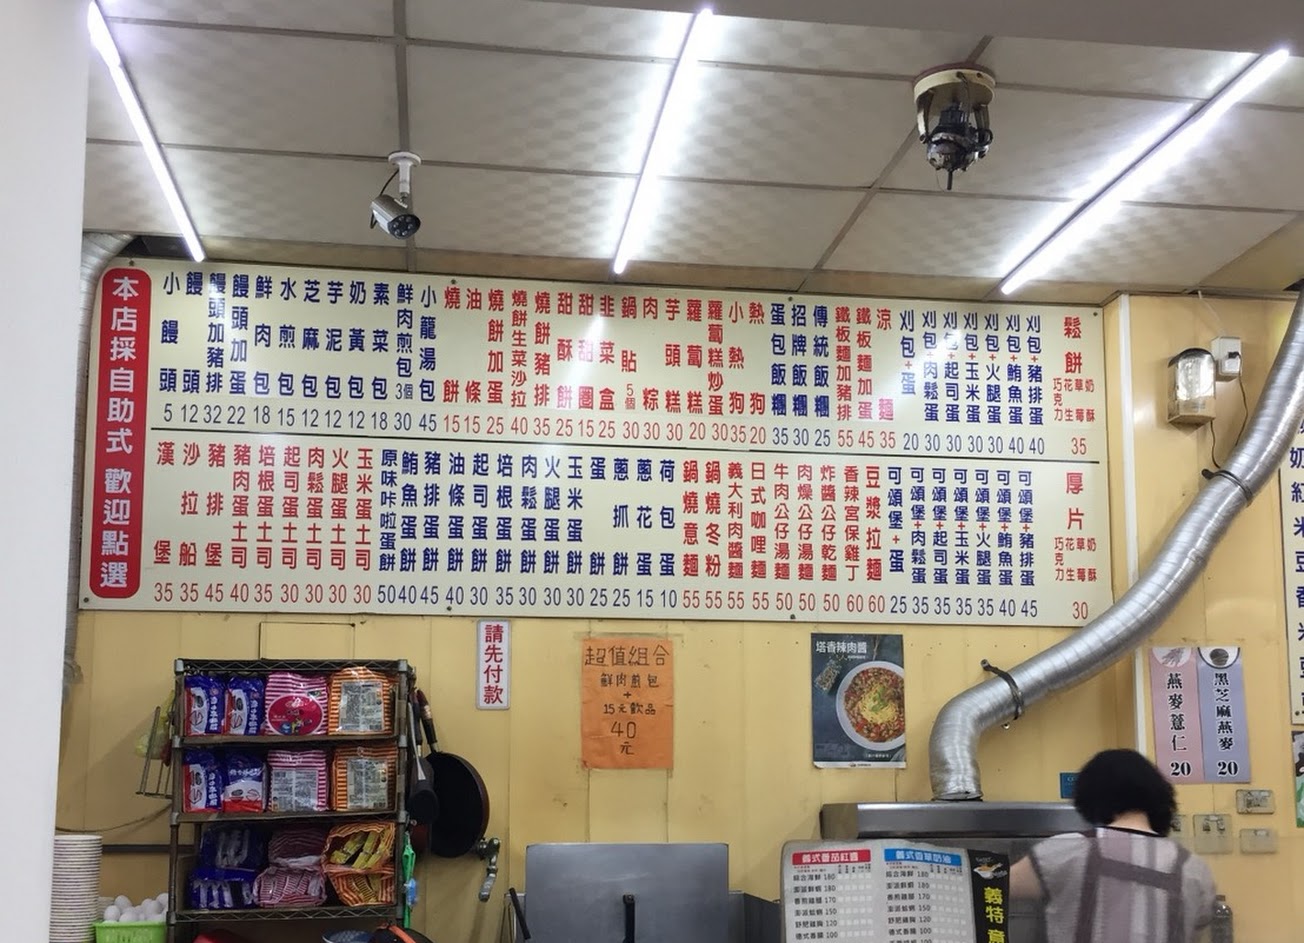 本店採自助式 歡迎點選
小饅頭 5
饅頭 12
饅頭加豬排 32
饅頭加蛋 22
鮮肉包 18
水煎包 15
芝麻包 12
芋泥包 12
奶黃包 12
素菜包 18
鮮肉煎包3個 30
小籠湯包 45
燒餅 15
油條 15
燒餅加蛋 25
燒餅生菜沙拉 40
燒餅豬排 35
甜酥餅 25
甜甜圈 15
韭菜盒 25
鍋貼5個 30
肉粽 30
芋頭糕 30
蘿蔔糕 20
蘿蔔糕炒蛋 30
小熱狗 35
熱狗 20
蛋包飯糰 35
招牌飯糰 30
傳統飯糰 25
鐵板麵加豬排 55
鐵板麵加蛋 45
涼麵 35
刈包+蛋 20
刈包+肉鬆蛋 30
刈包+起司蛋 30
刈包+玉米蛋 30
刈包+火腿蛋 30
刈包+鮪魚蛋 40
刈包+豬排蛋 40
鬆餅 巧克力 花生 草莓 奶酥 35
漢堡 35
沙拉船 35
豬排堡 45
豬肉蛋土司 40
培根蛋土司 35
起司蛋土司 30
肉鬆蛋土司 30
火腿蛋土司 30
玉米蛋土司 30
原味咔啦蛋餅 50
鮪魚蛋餅 40
豬排蛋餅 45
油條蛋餅 40
起司蛋餅 30
培根蛋餅 35
肉鬆蛋餅 30
火腿蛋餅 30
玉米蛋餅 30
蛋餅 25
蔥抓餅 25
蔥花蛋 15
荷包蛋 10
鍋燒意麵 55
鍋燒冬粉 55
義大利肉醬麵 55
日式咖哩麵 55
牛肉公仔湯麵 50
肉燥公仔湯麵 50
炸醬公仔乾麵 50
香辣宮保雞丁 60
豆漿拉麵 60
可頌堡+蛋 25
可頌堡+肉鬆蛋 35
可頌堡+起司蛋 35
可頌堡+玉米蛋 35
可頌堡+火腿蛋 35
可頌堡+鮪魚蛋 40
可頌堡+豬排蛋 45
厚片 巧克力 花生 草莓 奶酥 30
請先付款
超值組合
鮮肉煎包
+
15元飲品
40
元
塔香辣肉醬
燕麥薏仁 20
黑芝麻燕麥 20
義式番茄紅醬
義式香草奶油
義特